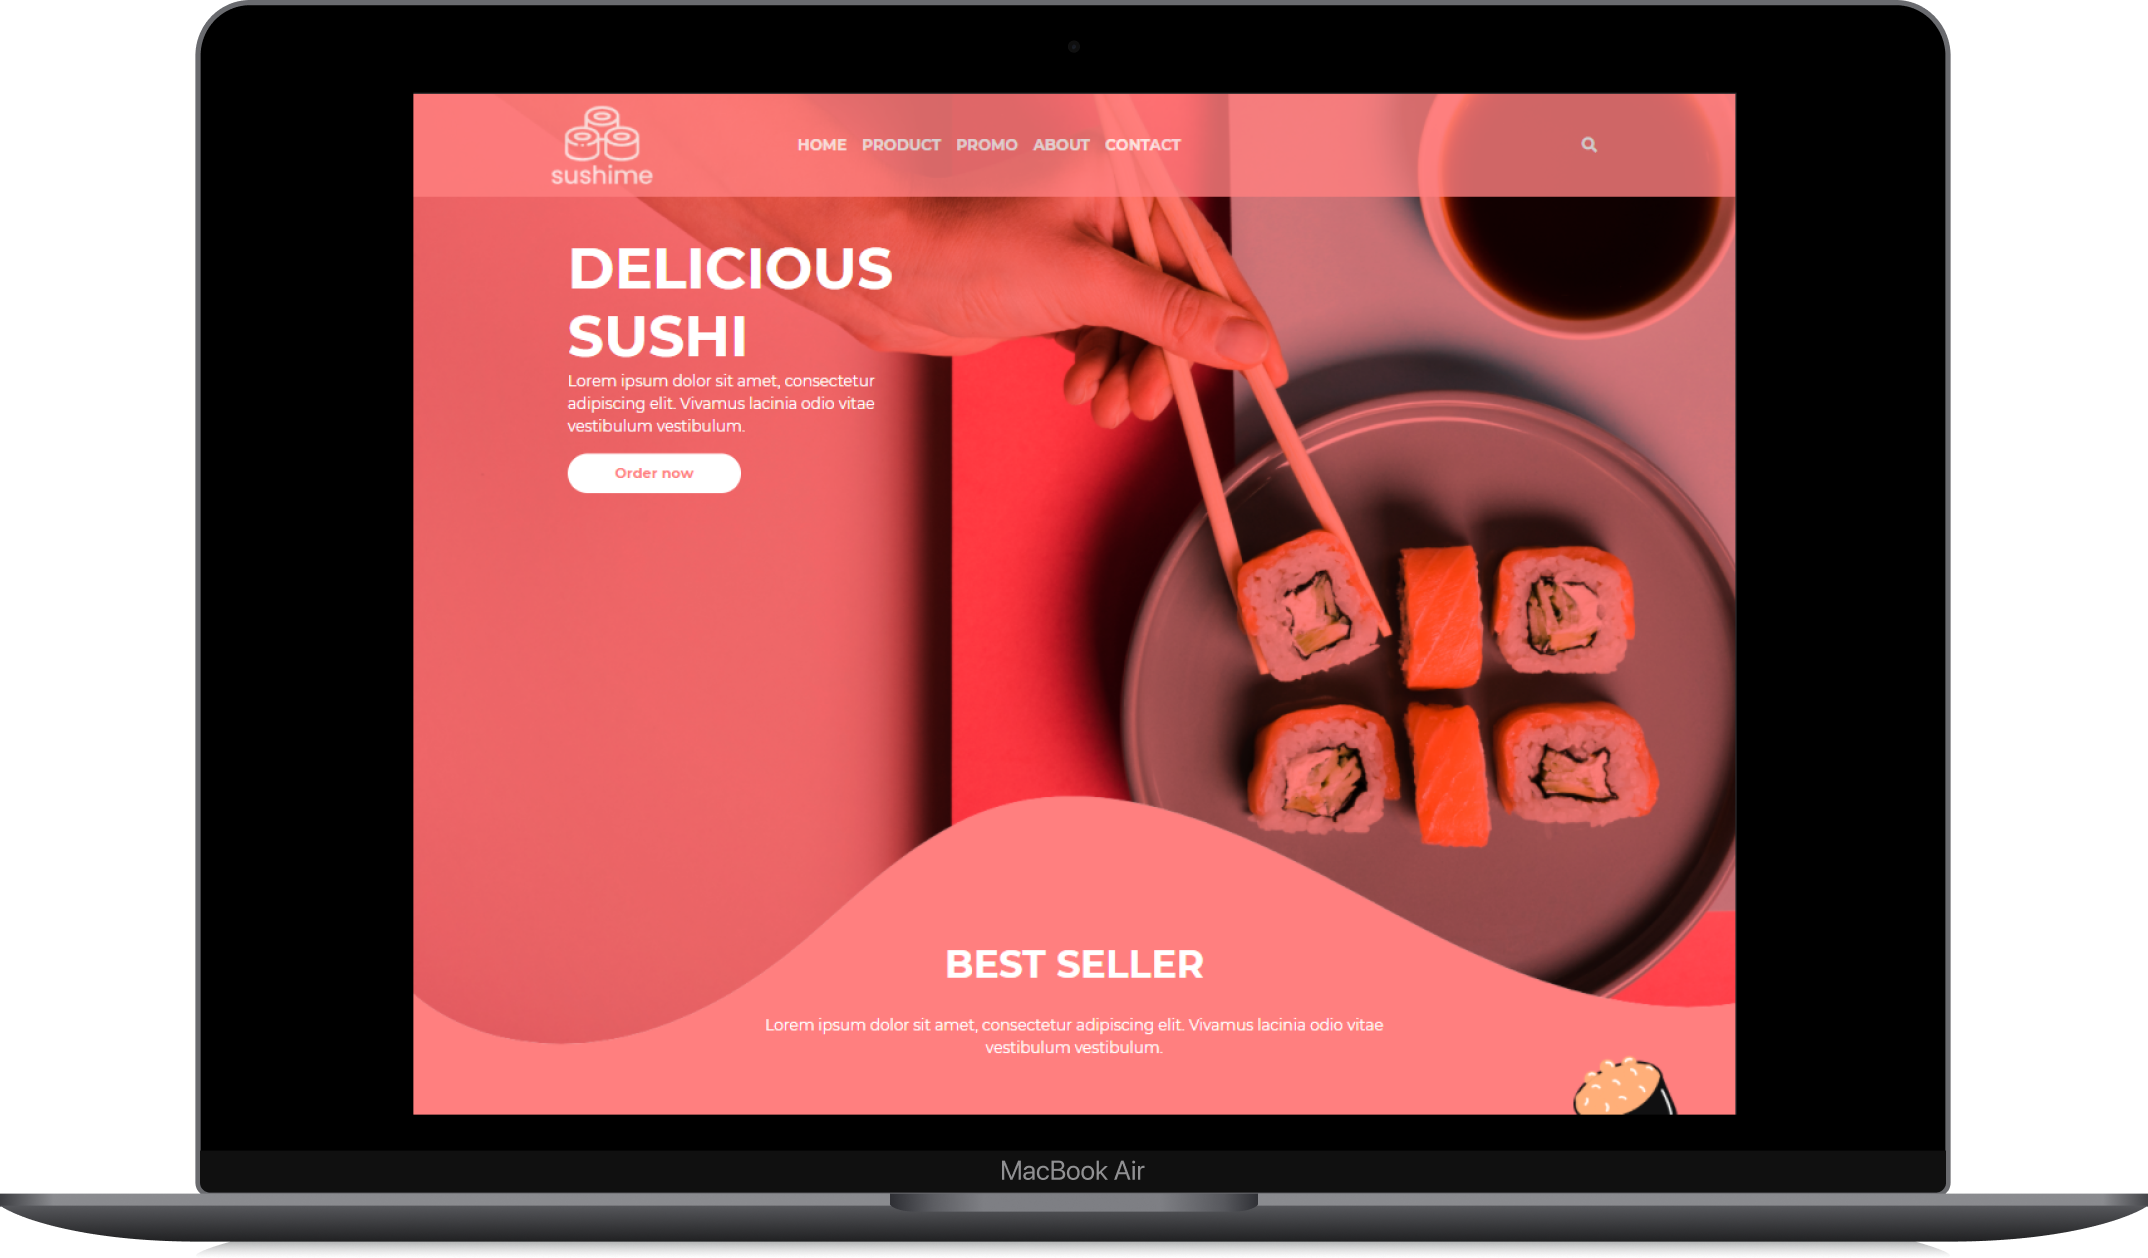 sushime
HOME PRODUCT PROMO ABOUT CONTACT
DELICIOUS
SUSHI
Lorem ipsum dolor sit amet, consectetur
adipiscing elit. Vivamus lacinia odio vitae
vestibulum vestibulum.
Order now
BEST SELLER
Lorem ipsum dolor sit amet, consectetur adipiscing elit. Vivamus lacinia odio vitae
vestibulum vestibulum.
MacBook Air